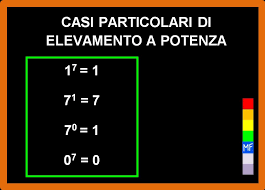 CASI PARTICOLARI DI
ELEVAMENTO A POTENZA
1⁷ = 1
7¹ = 7
7⁰ = 1
0⁷ = 0
MF